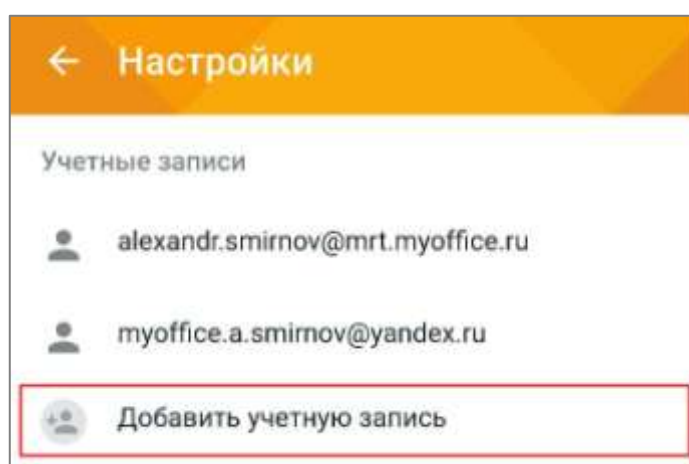 Настройки
Учетные записи
alexandr.smirnov@mrt.myoffice.ru
myoffice.a.smirnov@yandex.ru
Добавить учетную запись